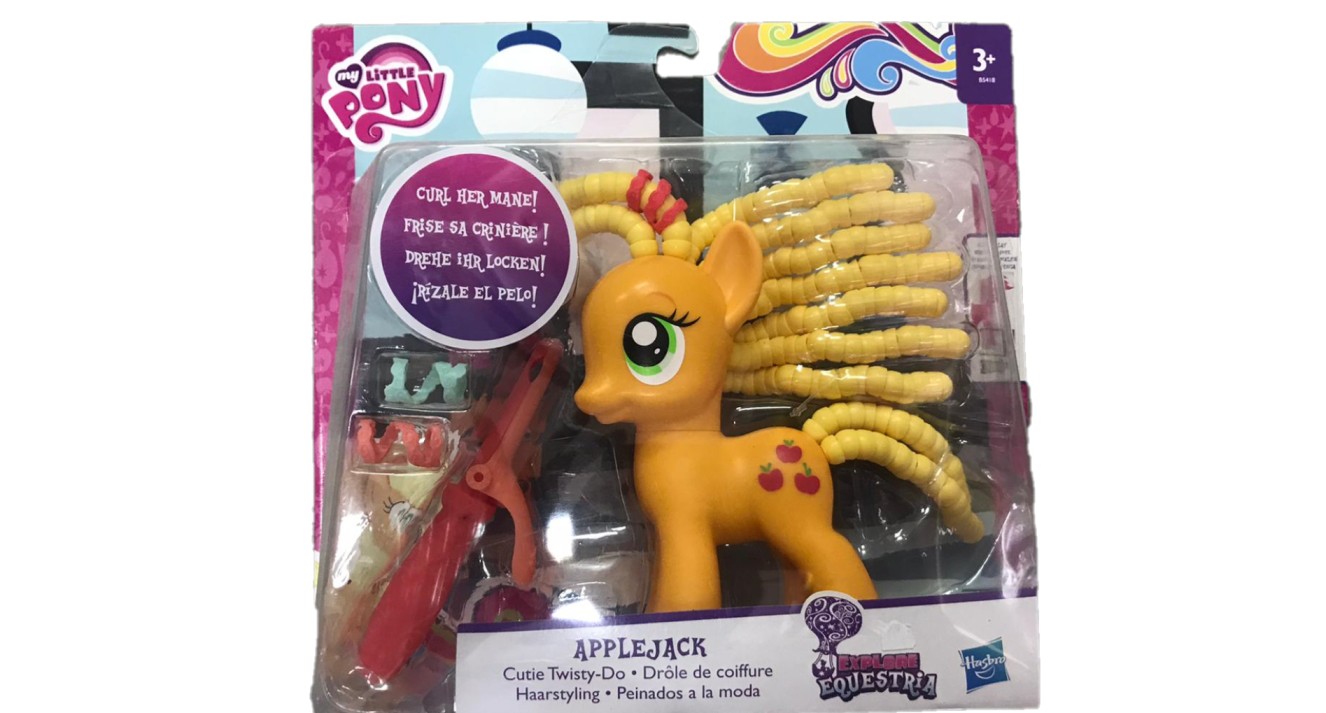 my LiTTLE
PONY
3+
B5418
CURL HER MANE!
FRISE SA CRINIÈRE !
DREHE IHR LOCKEN!
¡RÍZALE EL PELO!
APPLEJACK
Cutie Twisty-Do • Drôle de coiffure
Haarstyling • Peinados a la moda
EXPLORE
EQUESTRIA
Hasbro